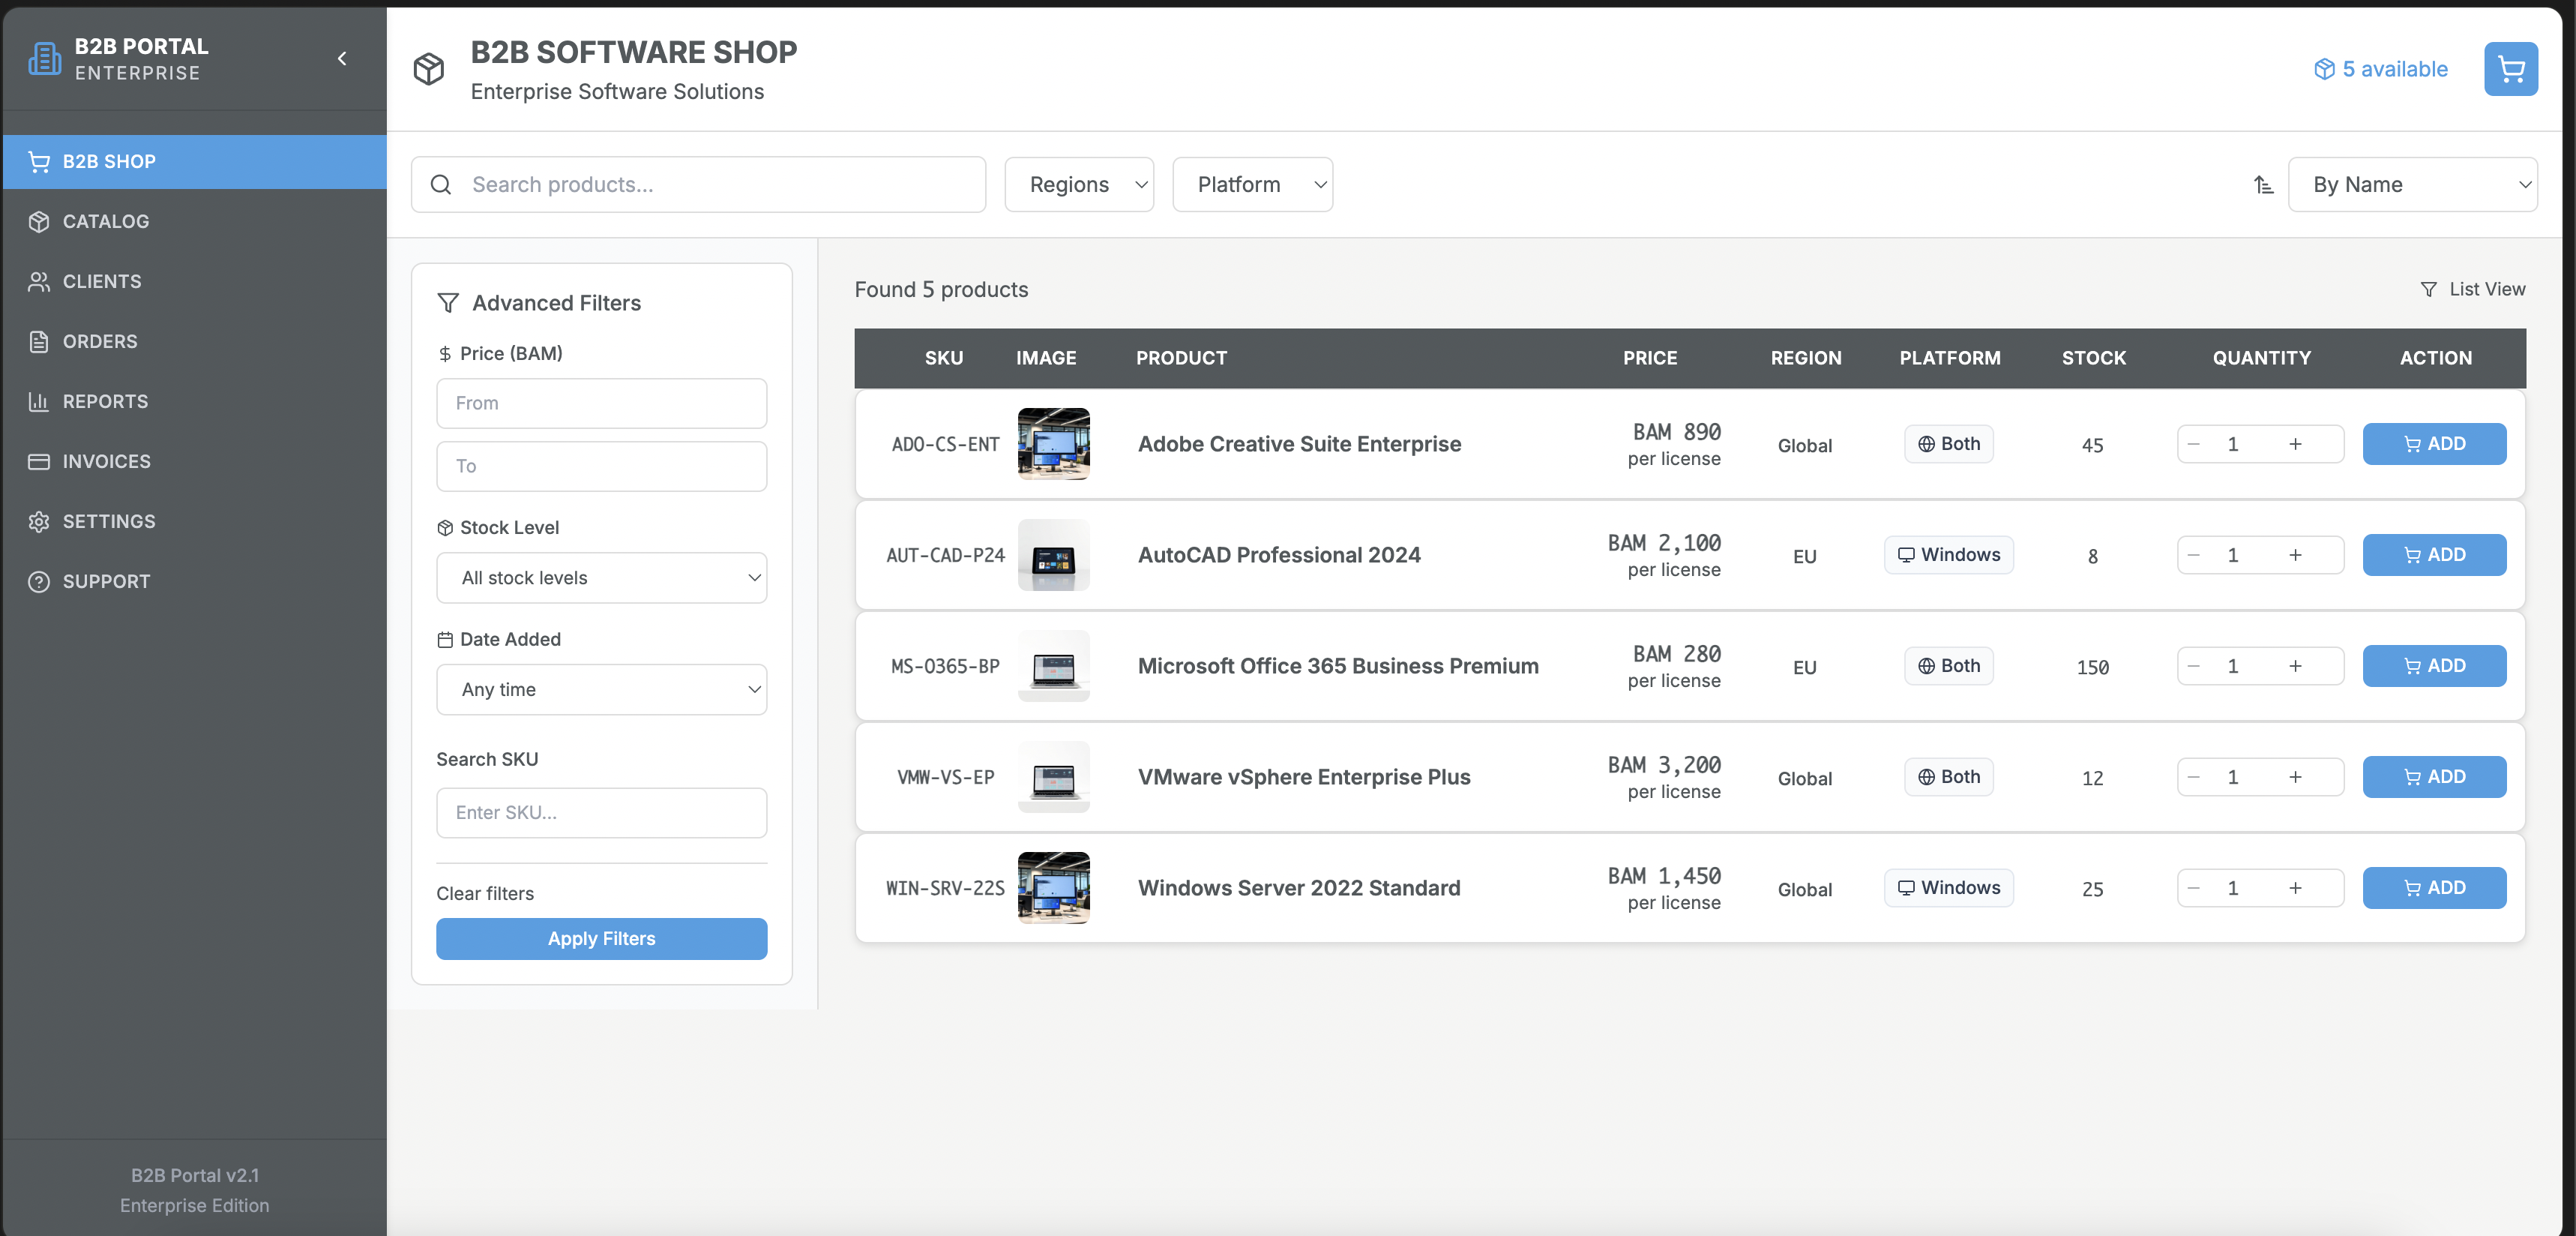 B2B PORTAL
ENTERPRISE
B2B SHOP
CATALOG
CLIENTS
ORDERS
REPORTS
INVOICES
SETTINGS
SUPPORT
B2B Portal v2.1
Enterprise Edition
B2B SOFTWARE SHOP
Enterprise Software Solutions
5 available
Search products...
Regions
Platform
By Name
Advanced Filters
Price (BAM)
From
To
Stock Level
All stock levels
Date Added
Any time
Search SKU
Enter SKU...
Clear filters
Apply Filters
Found 5 products
List View
SKU IMAGE PRODUCT PRICE REGION PLATFORM STOCK QUANTITY ACTION
ADO-CS-ENT Adobe Creative Suite Enterprise BAM 890 per license Global Both 45 − 1 + ADD
AUT-CAD-P24 AutoCAD Professional 2024 BAM 2,100 per license EU Windows 8 − 1 + ADD
MS-O365-BP Microsoft Office 365 Business Premium BAM 280 per license EU Both 150 − 1 + ADD
VMW-VS-EP VMware vSphere Enterprise Plus BAM 3,200 per license Global Both 12 − 1 + ADD
WIN-SRV-22S Windows Server 2022 Standard BAM 1,450 per license Global Windows 25 − 1 + ADD